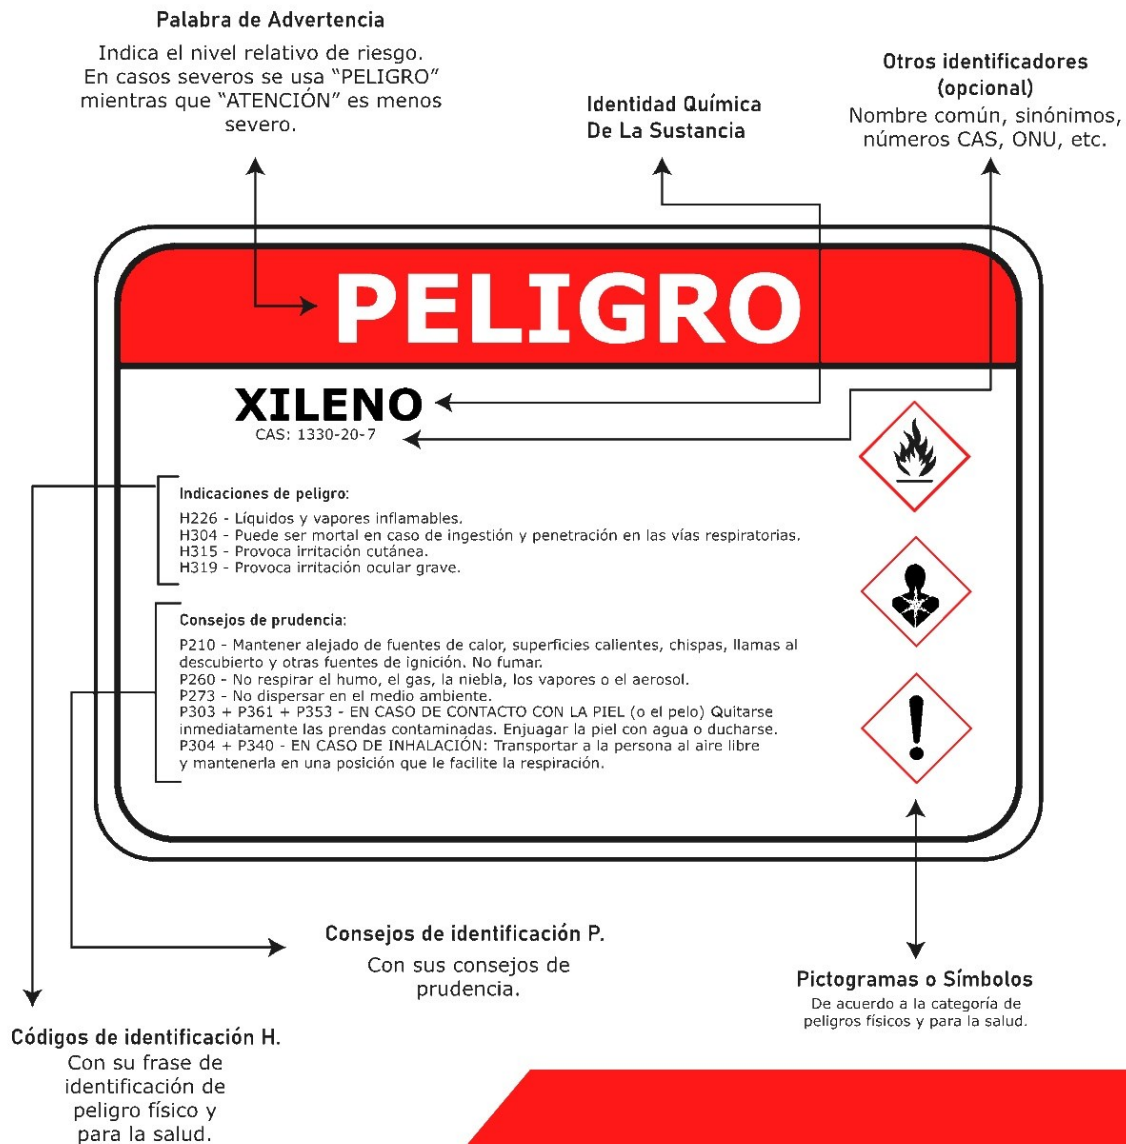 Palabra de Advertencia
Indica el nivel relativo de riesgo.
En casos severos se usa “PELIGRO”
mientras que “ATENCIÓN” es menos
severo.
Identidad Química
De La Sustancia
Otros identificadores
(opcional)
Nombre común, sinónimos,
números CAS, ONU, etc.
PELIGRO
XILENO
CAS: 1330-20-7
Indicaciones de peligro:
H226 - Líquidos y vapores inflamables.
H304 - Puede ser mortal en caso de ingestión y penetración en las vías respiratorias.
H315 - Provoca irritación cutánea.
H319 - Provoca irritación ocular grave.
Consejos de prudencia:
P210 - Mantener alejado de fuentes de calor, superficies calientes, chispas, llamas al
descubierto y otras fuentes de ignición. No fumar.
P260 - No respirar el humo, el gas, la niebla, los vapores o el aerosol.
P273 - No dispersar en el medio ambiente.
P303 + P361 + P353 - EN CASO DE CONTACTO CON LA PIEL (o el pelo) Quitarse
inmediatamente las prendas contaminadas. Enjuagar la piel con agua o ducharse.
P304 + P340 - EN CASO DE INHALACIÓN: Transportar a la persona al aire libre
y mantenerla en una posición que le facilite la respiración.
Consejos de identificación P.
Con sus consejos de
prudencia.
Pictogramas o Símbolos
De acuerdo a la categoría de
peligros físicos y para la salud.
Códigos de identificación H.
Con su frase de
identificación de
peligro físico y
para la salud.